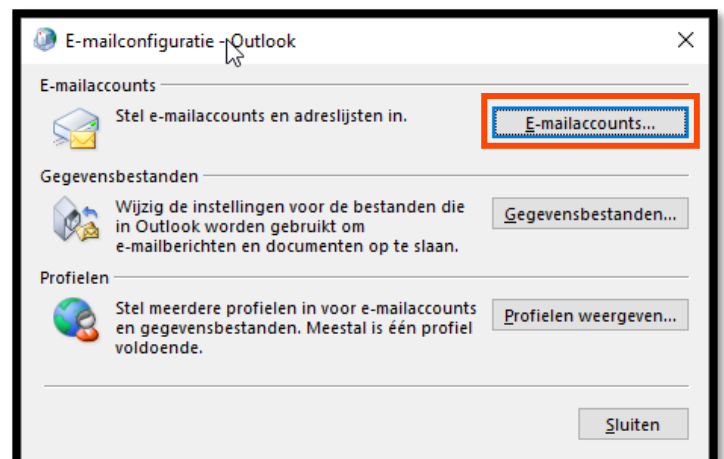 E-mailconfiguratie - Outlook
E-mailaccounts
Stel e-mailaccounts en adreslijsten in.
E-mailaccounts...
Gegevensbestanden
Wijzig de instellingen voor de bestanden die
in Outlook worden gebruikt om
e-mailberichten en documenten op te slaan.
Gegevensbestanden...
Profielen
Stel meerdere profielen in voor e-mailaccounts
en gegevensbestanden. Meestal is één profiel
voldoende.
Profielen weergeven...
Sluiten